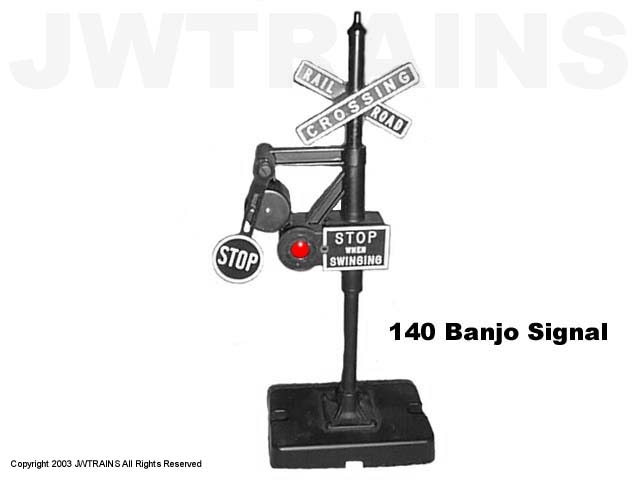 JWTRAINS
RAIL ROAD
CROSSING
STOP
STOP
WHEN
SWINGING
140 Banjo Signal
Copyright 2003 JWTRAINS All Rights Reserved